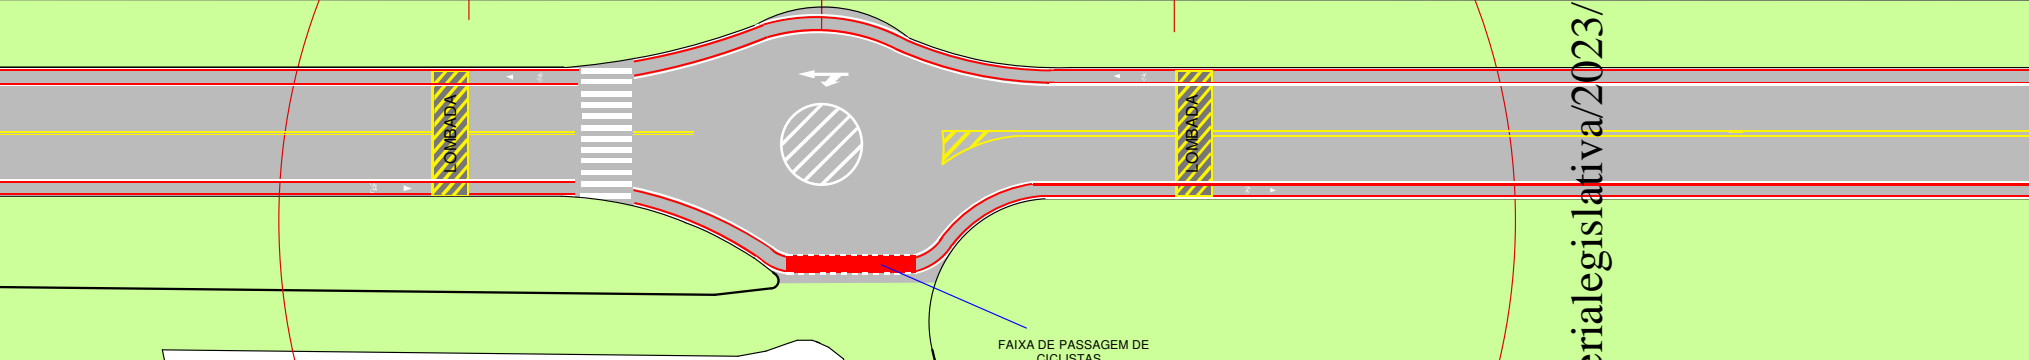 LOMBADA
LOMBADA
erialegislativa/2023/
FAIXA DE PASSAGEM DE
CICLISTAS